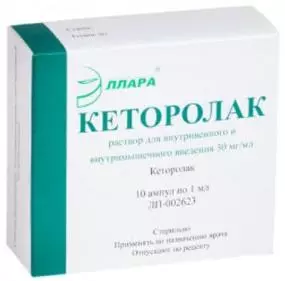 ЭЛЛАРА
КЕТОРОЛАК
раствор для внутривенного и
внутримышечного введения 30 мг/мл
Кеторолак
10 ампул по 1 мл
ЛП-002623
Стерильно
Применять по назначению врача
Отпускают по рецепту